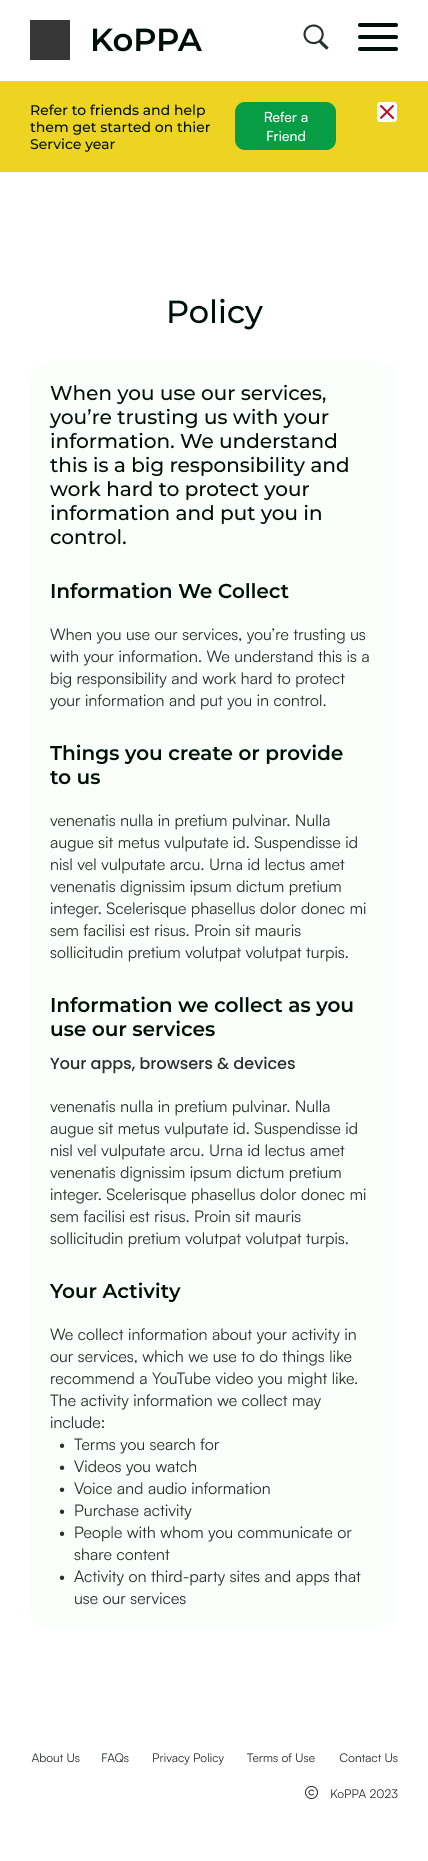 KoPPA
Refer to friends and help
them get started on thier
Service year
Refer a
Friend
Policy
When you use our services,
you’re trusting us with your
information. We understand
this is a big responsibility and
work hard to protect your
information and put you in
control.
Information We Collect
When you use our services, you’re trusting us
with your information. We understand this is a
big responsibility and work hard to protect
your information and put you in control.
Things you create or provide
to us
venenatis nulla in pretium pulvinar. Nulla
augue sit metus vulputate id. Suspendisse id
nisl vel vulputate arcu. Urna id lectus amet
venenatis dignissim ipsum dictum pretium
integer. Scelerisque phasellus dolor donec mi
sem facilisi est risus. Proin sit mauris
sollicitudin pretium volutpat volutpat turpis.
Information we collect as you
use our services
Your apps, browsers & devices
venenatis nulla in pretium pulvinar. Nulla
augue sit metus vulputate id. Suspendisse id
nisl vel vulputate arcu. Urna id lectus amet
venenatis dignissim ipsum dictum pretium
integer. Scelerisque phasellus dolor donec mi
sem facilisi est risus. Proin sit mauris
sollicitudin pretium volutpat volutpat turpis.
Your Activity
We collect information about your activity in
our services, which we use to do things like
recommend a YouTube video you might like.
The activity information we collect may
include:
• Terms you search for
• Videos you watch
• Voice and audio information
• Purchase activity
• People with whom you communicate or
share content
• Activity on third-party sites and apps that
use our services
About Us FAQs Privacy Policy Terms of Use Contact Us
© KoPPA 2023